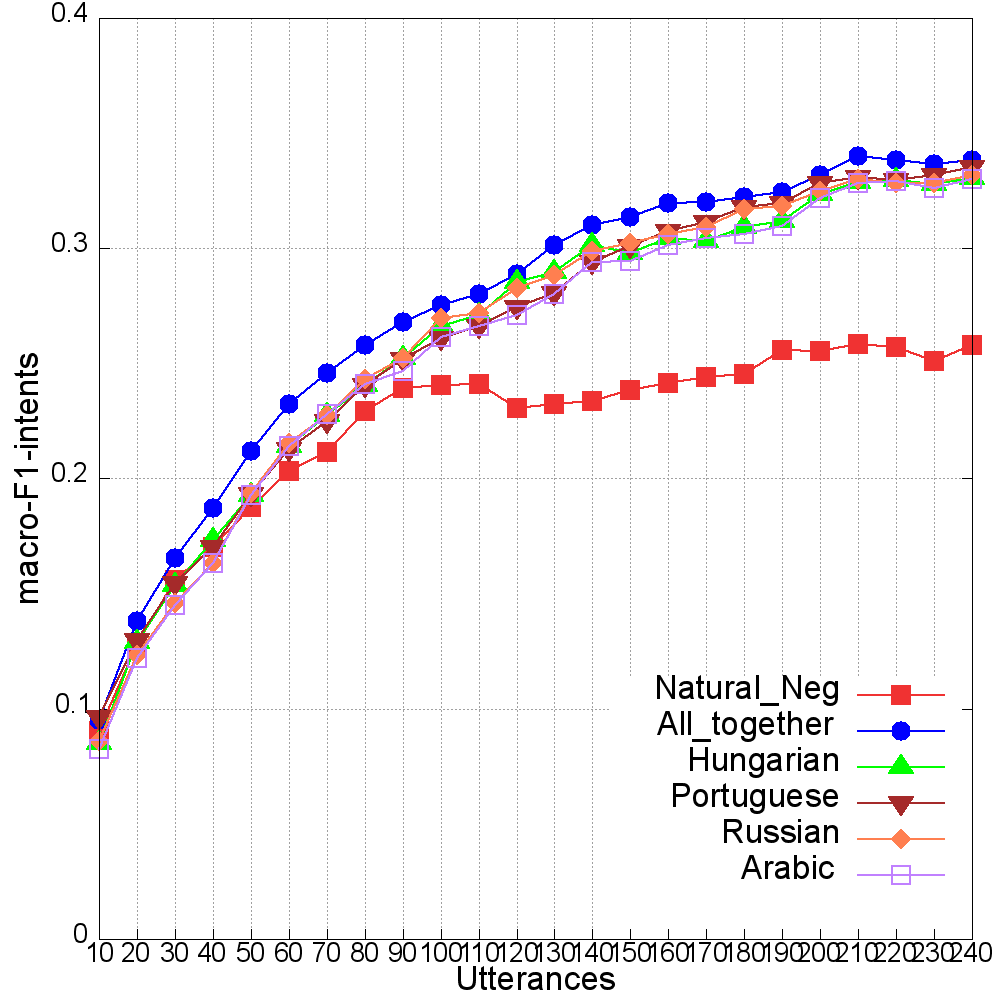 0.4
0.3
0.2
0.1
0
macro-F1-intents
Natural_Neg
All_together
Hungarian
Portuguese
Russian
Arabic
10 20 30 40 50 60 70 80 90 100 110 120 130 140 150 160 170 180 190 200 210 220 230 240
Utterances